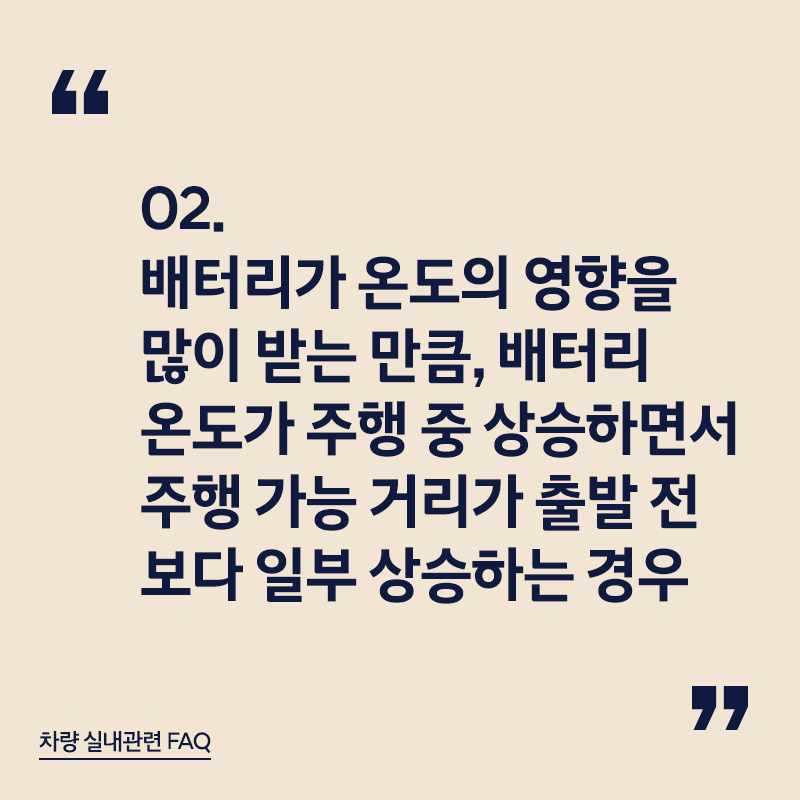 “
02.
배터리가 온도의 영향을
많이 받는 만큼, 배터리
온도가 주행 중 상승하면서
주행 가능 거리가 출발 전
보다 일부 상승하는 경우
”
차량 실내관련 FAQ